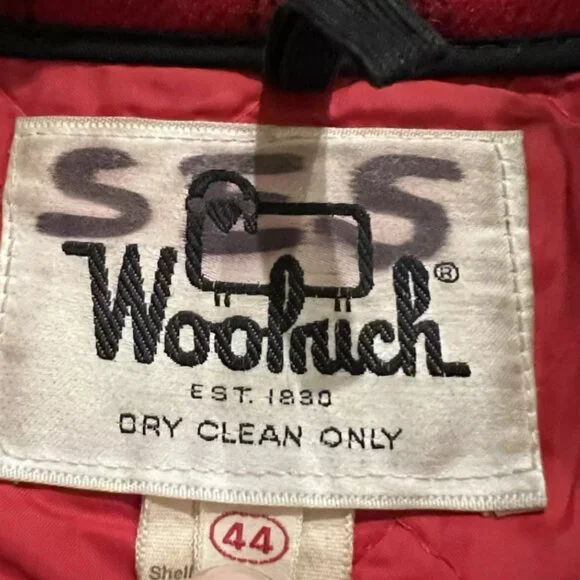 SES
Woolrich®
EST. 1830
DRY CLEAN ONLY
44
Shell